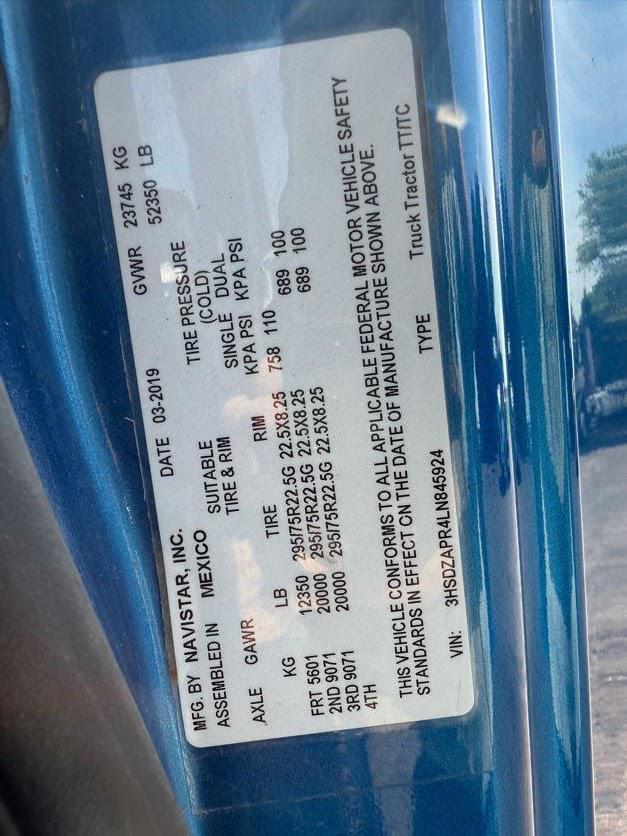 MFG. BY NAVISTAR, INC. DATE 03-2019 GVWR 23745 KG
ASSEMBLED IN MEXICO 52350 LB
SUITABLE TIRE PRESSURE
TIRE & RIM (COLD)
AXLE GAWR SINGLE DUAL
KG LB TIRE RIM KPA PSI KPA PSI
FRT 5601 12350 295/75R22.5G 22.5X8.25 758 110
2ND 9071 20000 295/75R22.5G 22.5X8.25 689 100
3RD 9071 20000 295/75R22.5G 22.5X8.25 689 100
4TH
THIS VEHICLE CONFORMS TO ALL APPLICABLE FEDERAL MOTOR VEHICLE SAFETY
STANDARDS IN EFFECT ON THE DATE OF MANUFACTURE SHOWN ABOVE.
VIN: 3HSDZAPR4LN845924 TYPE Truck Tractor TT/TC